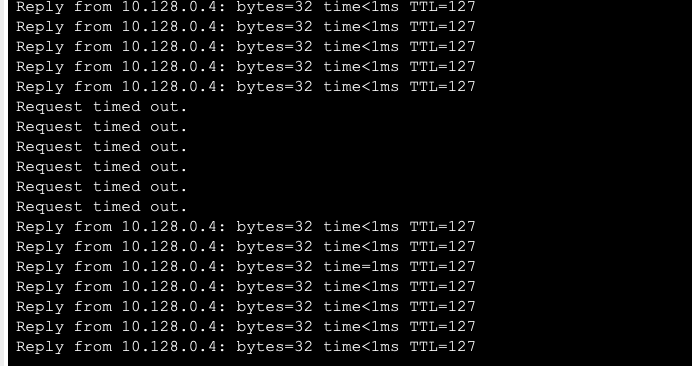 Reply from 10.128.0.4: bytes=32 time<1ms TTL=127
Reply from 10.128.0.4: bytes=32 time<1ms TTL=127
Reply from 10.128.0.4: bytes=32 time<1ms TTL=127
Reply from 10.128.0.4: bytes=32 time<1ms TTL=127
Reply from 10.128.0.4: bytes=32 time<1ms TTL=127
Request timed out.
Request timed out.
Request timed out.
Request timed out.
Request timed out.
Request timed out.
Reply from 10.128.0.4: bytes=32 time<1ms TTL=127
Reply from 10.128.0.4: bytes=32 time<1ms TTL=127
Reply from 10.128.0.4: bytes=32 time=1ms TTL=127
Reply from 10.128.0.4: bytes=32 time<1ms TTL=127
Reply from 10.128.0.4: bytes=32 time<1ms TTL=127
Reply from 10.128.0.4: bytes=32 time<1ms TTL=127
Reply from 10.128.0.4: bytes=32 time<1ms TTL=127